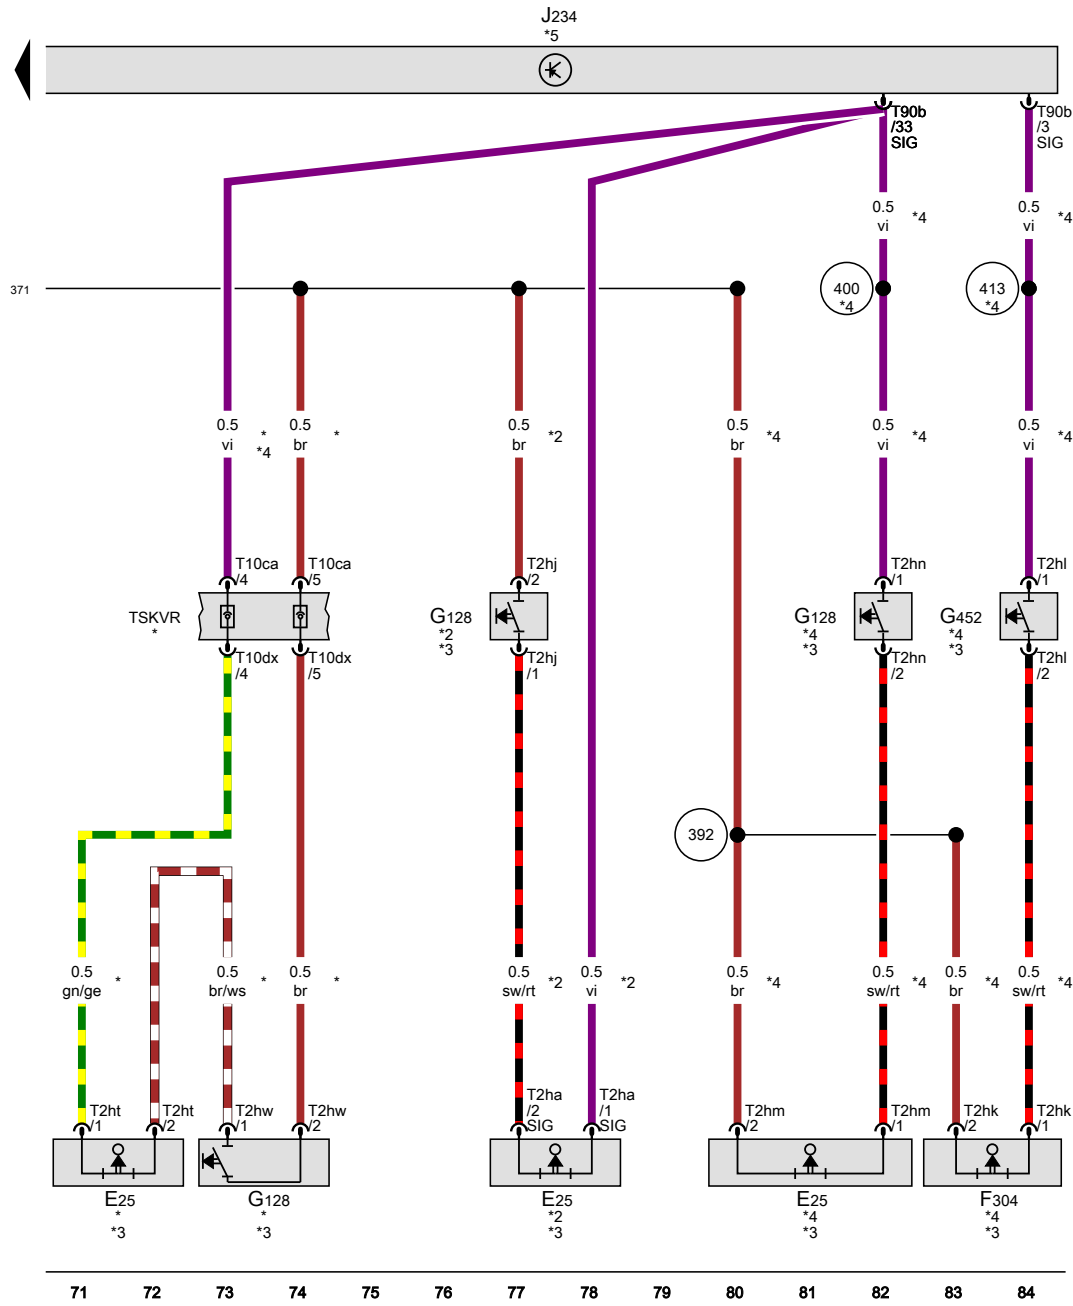 J234
*5
T90b
/33
SIG
T90b
/3
SIG
0.5
vi
*4
0.5
vi
*4
371
400
*4
413
*4
0.5
vi
*
*4
0.5
br
*
0.5
br
*2
0.5
br
*4
0.5
vi
*4
0.5
vi
*4
T10ca
/4
T10ca
/5
T2hj
/2
T2hn
/1
T2hl
/1
TSKVR
*
G128
*2
*3
G128
*4
*3
G452
*4
*3
T10dx
/4
T10dx
/5
T2hj
/1
T2hn
/2
T2hl
/2
392
0.5
gn/ge
*
0.5
br/ws
*
0.5
br
*
0.5
sw/rt
*2
0.5
vi
*2
0.5
br
*4
0.5
sw/rt
*4
0.5
br
*4
0.5
sw/rt
*4
T2ht
/1
T2ht
/2
T2hw
/1
T2hw
/2
T2ha
/2
SIG
T2ha
/1
SIG
T2hm
/2
T2hm
/1
T2hk
/2
T2hk
/1
E25
*
*3
G128
*
*3
E25
*2
*3
E25
*4
*3
F304
*4
*3
71 72 73 74 75 76 77 78 79 80 81 82 83 84